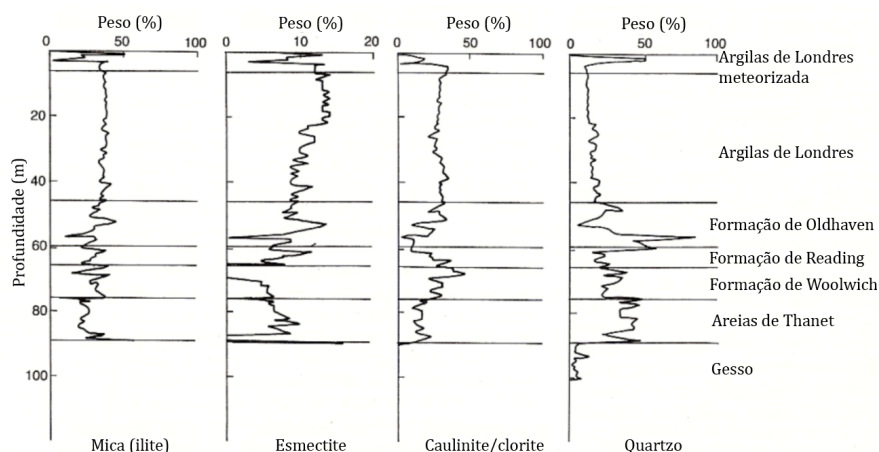 Peso (%) Peso (%) Peso (%) Peso (%)
0 50 100 0 10 20 0 50 100 0 50 100
Argilas de Londres
meteorizada
20
Argilas de Londres
40
Formação de Oldhaven
60
Formação de Reading
Formação de Woolwich
80
Areias de Thanet
Gesso
100
Profundidade (m)
Mica (ilite) Esmectite Caulinite/clorite Quartzo